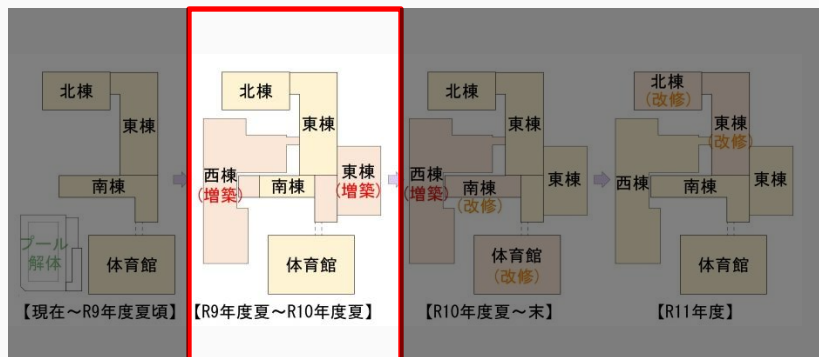 北棟
東棟
南棟
プール
解体
体育館
【現在～R9年度夏頃】
北棟
東棟
西棟
(増築)
南棟
東棟
(増築)
体育館
【R9年度夏～R10年度夏】
北棟
東棟
西棟
(増築)
南棟
(改修)
東棟
体育館
(改修)
【R10年度夏～末】
北棟
(改修)
東棟
(改修)
西棟
南棟
東棟
体育館
【R11年度】